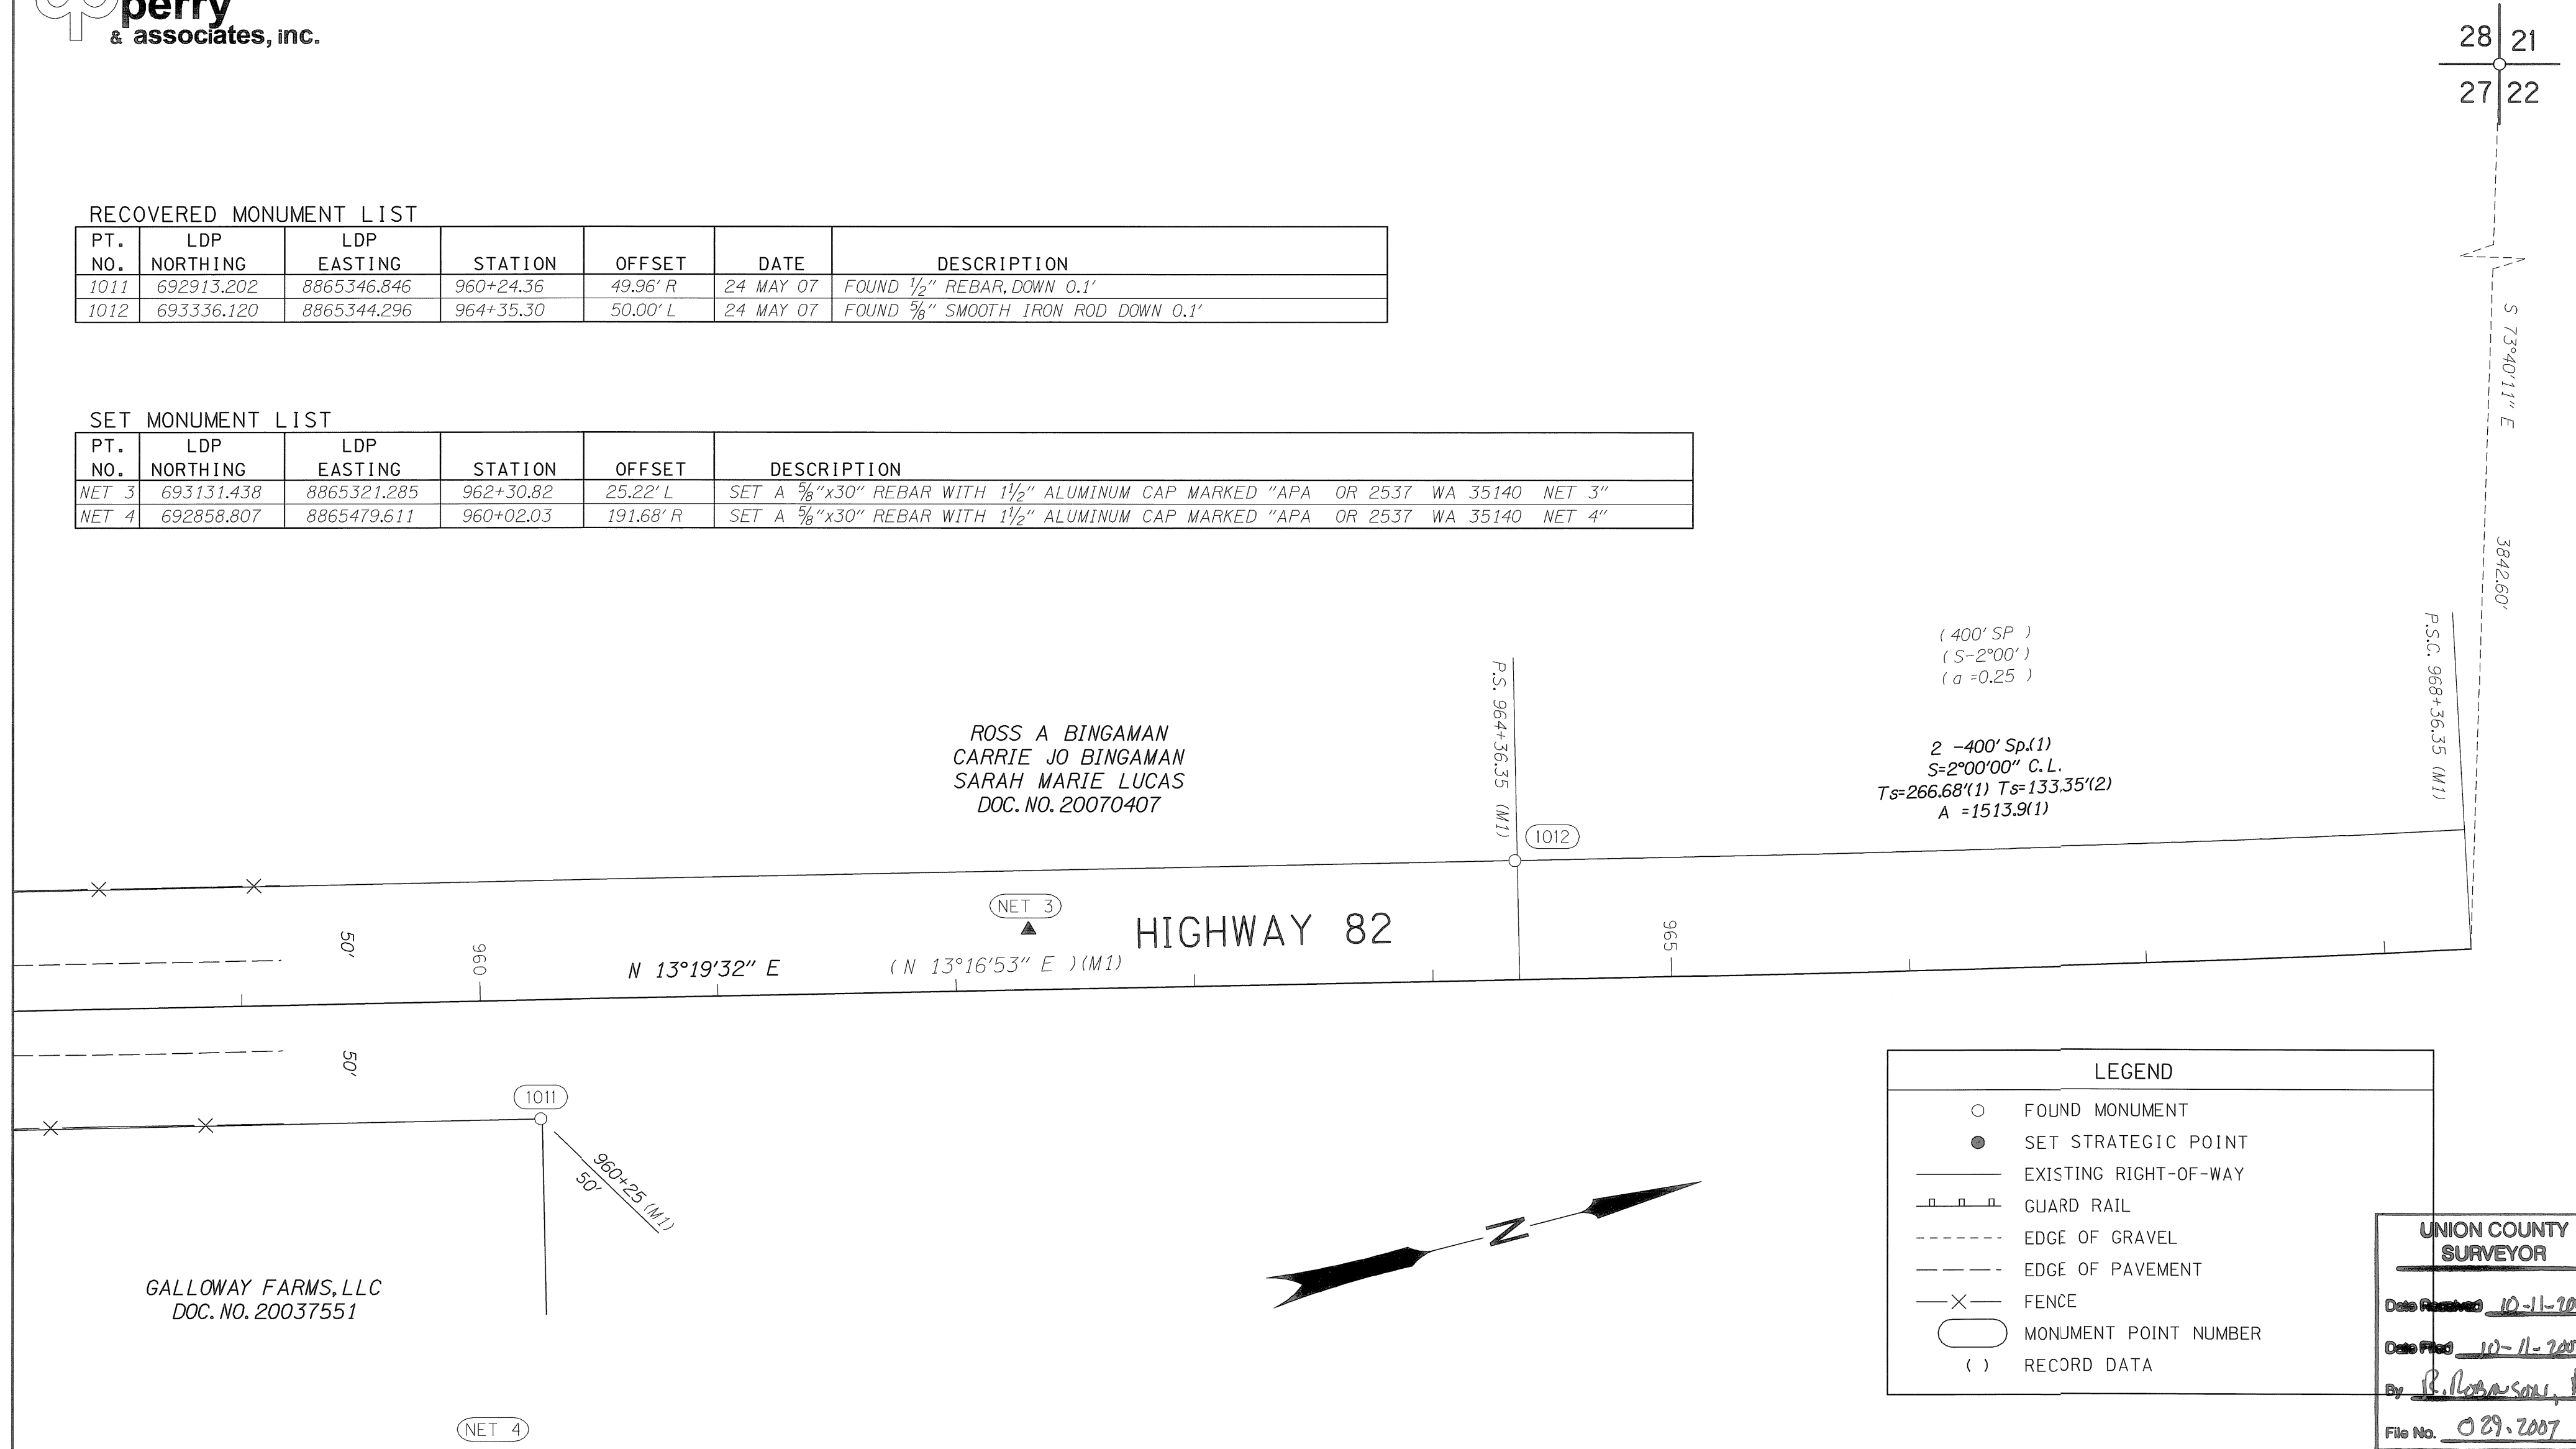 perry
& associates, inc.
28 21
27 22
RECOVERED MONUMENT LIST
PT. NO. LDP NORTHING LDP EASTING STATION OFFSET DATE DESCRIPTION
1011 692913.202 8865346.846 960+24.36 49.96' R 24 MAY 07 FOUND 1/2" REBAR, DOWN 0.1'
1012 693336.120 8865344.296 964+35.30 50.00' L 24 MAY 07 FOUND 5/8" SMOOTH IRON ROD DOWN 0.1'
SET MONUMENT LIST
PT. NO. LDP NORTHING LDP EASTING STATION OFFSET DESCRIPTION
NET 3 693131.438 8865321.285 962+30.82 25.22' L SET A 5/8"x30" REBAR WITH 1 1/2" ALUMINUM CAP MARKED "APA OR 2537 WA 35140 NET 3"
NET 4 692858.807 8865479.611 960+02.03 191.68' R SET A 5/8"x30" REBAR WITH 1 1/2" ALUMINUM CAP MARKED "APA OR 2537 WA 35140 NET 4"
S 73°40'11" E
3842.60'
( 400' SP )
( S-2°00' )
( a =0.25 )
2 -400' Sp.(1)
S=2°00'00" C.L.
Ts=266.68'(1) Ts=133.35'(2)
A =1513.9(1)
P.S.C. 968+36.35 (M1)
P.S. 964+36.35 (M1)
ROSS A BINGAMAN
CARRIE JO BINGAMAN
SARAH MARIE LUCAS
DOC. NO. 20070407
1012
NET 3
HIGHWAY 82
50'
960
N 13°19'32" E
( N 13°16'53" E )(M1)
965
50'
1011
960+25 (M1)
50'
N
GALLOWAY FARMS, LLC
DOC. NO. 20037551
NET 4
LEGEND
FOUND MONUMENT
SET STRATEGIC POINT
EXISTING RIGHT-OF-WAY
GUARD RAIL
EDGE OF GRAVEL
EDGE OF PAVEMENT
FENCE
MONUMENT POINT NUMBER
( ) RECORD DATA
UNION COUNTY
SURVEYOR
Date Received 10-11-20
Date Filed 10-11-200
By R. ROBINSON,
File No. 029-2007